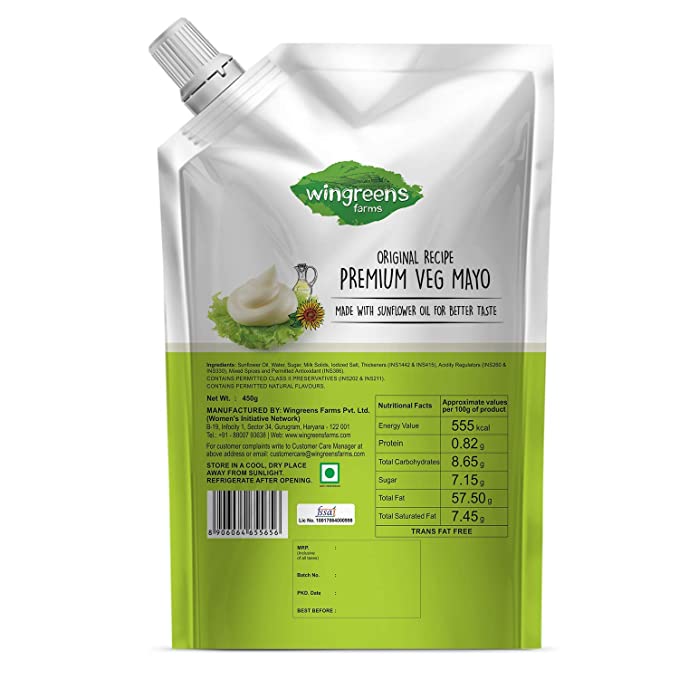 wingreens
farms
ORIGINAL RECIPE
PREMIUM VEG MAYO
MADE WITH SUNFLOWER OIL FOR BETTER TASTE
Ingredients: Sunflower Oil, Water, Sugar, Milk Solids, Iodized Salt, Thickeners (INS1442 & INS415), Acidity Regulators (INS260 &
INS330), Mixed Spices and Permitted Antioxidant (INS386).
CONTAINS PERMITTED CLASS II PRESERVATIVES (INS202 & INS211).
CONTAINS PERMITTED NATURAL FLAVOURS.
Net Wt. : 450g
MANUFACTURED BY: Wingreens Farms Pvt. Ltd.
(Women's Initiative Network)
B-19, Infocity 1, Sector 34, Gurugram, Haryana - 122 001
Tel.: +91 - 88007 83638 | Web: www.wingreensfarms.com
For customer complaints write to Customer Care Manager at
above address or email: customercare@wingreensfarms.com
STORE IN A COOL, DRY PLACE
AWAY FROM SUNLIGHT.
REFRIGERATE AFTER OPENING.
8 906064 655656
fssai
Lic No.
Nutritional Facts Approximate values
per 100g of product
Energy Value 555 kcal
Protein 0.82 g
Total Carbohydrates 8.65 g
Sugar 7.15 g
Total Fat 57.50 g
Total Saturated Fat 7.45 g
TRANS FAT FREE
MRP. :
(Inclusive
of all taxes)
Batch No. :
PKD. Date :
BEST BEFORE :